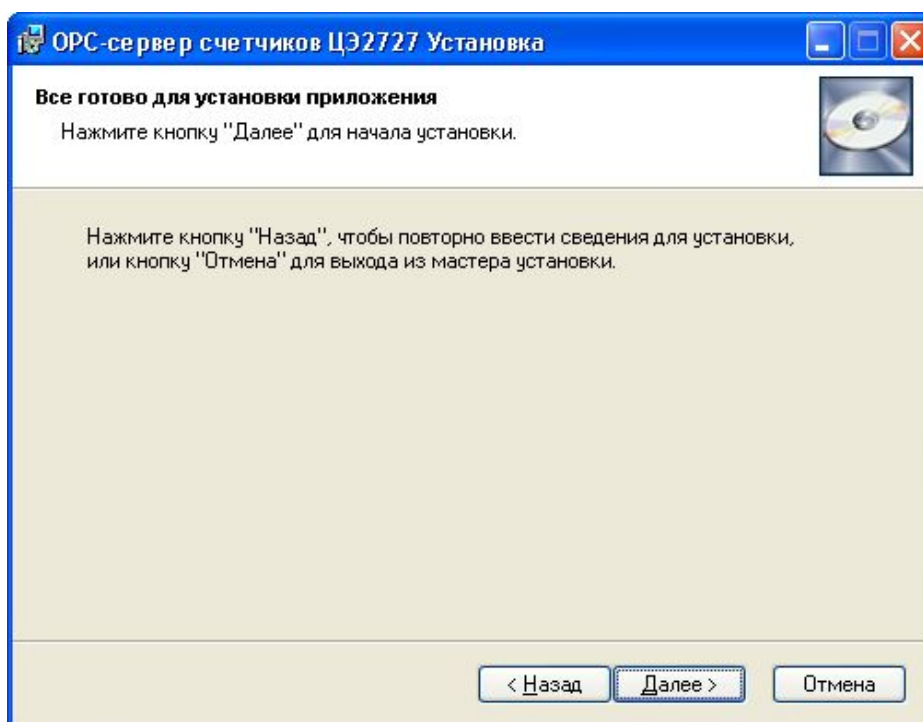 OPC-сервер счетчиков ЦЭ2727 Установка
Все готово для установки приложения
Нажмите кнопку "Далее" для начала установки.
Нажмите кнопку "Назад", чтобы повторно ввести сведения для установки,
или кнопку "Отмена" для выхода из мастера установки.
< Назад
Далее >
Отмена